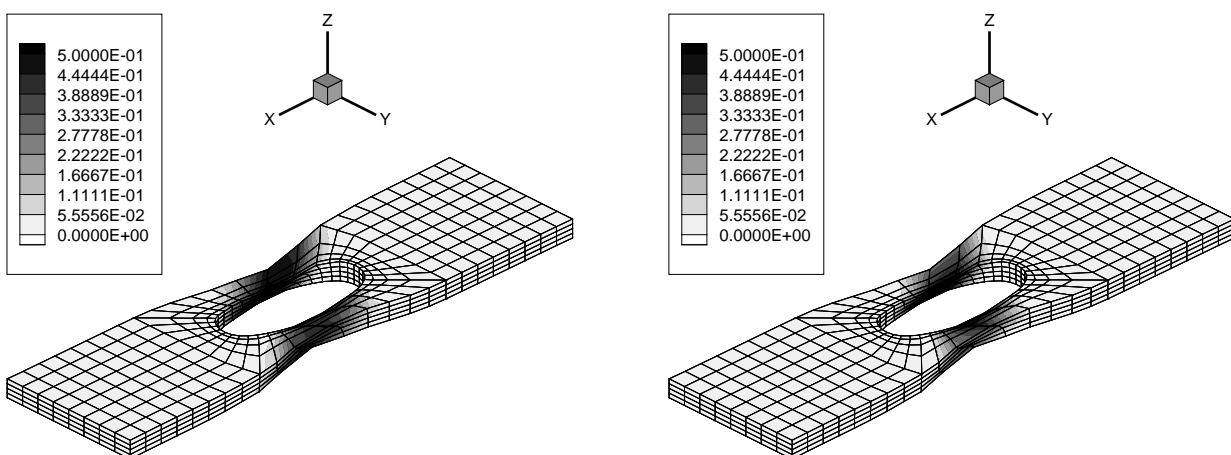 5.0000E-01
4.4444E-01
3.8889E-01
3.3333E-01
2.7778E-01
2.2222E-01
1.6667E-01
1.1111E-01
5.5556E-02
0.0000E+00
Z
X
Y
5.0000E-01
4.4444E-01
3.8889E-01
3.3333E-01
2.7778E-01
2.2222E-01
1.6667E-01
1.1111E-01
5.5556E-02
0.0000E+00
Z
X
Y